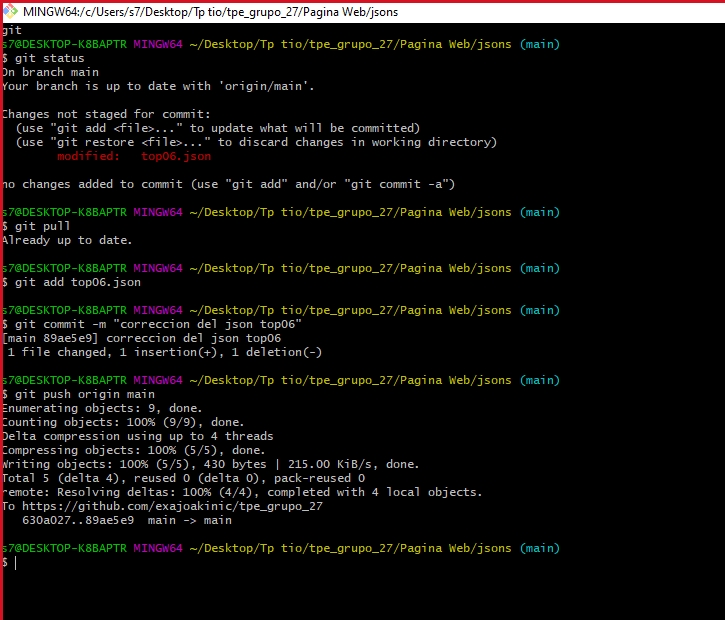 MINGW64:/c/Users/s7/Desktop/Tp tio/tpe_grupo_27/Pagina Web/jsons
git
s7@DESKTOP-K8BAPTR MINGW64 ~/Desktop/Tp tio/tpe_grupo_27/Pagina Web/jsons (main)
$ git status
On branch main
Your branch is up to date with 'origin/main'.
Changes not staged for commit:
(use "git add <file>..." to update what will be committed)
(use "git restore <file>..." to discard changes in working directory)
modified: top06.json
no changes added to commit (use "git add" and/or "git commit -a")
s7@DESKTOP-K8BAPTR MINGW64 ~/Desktop/Tp tio/tpe_grupo_27/Pagina Web/jsons (main)
$ git pull
Already up to date.
s7@DESKTOP-K8BAPTR MINGW64 ~/Desktop/Tp tio/tpe_grupo_27/Pagina Web/jsons (main)
$ git add top06.json
s7@DESKTOP-K8BAPTR MINGW64 ~/Desktop/Tp tio/tpe_grupo_27/Pagina Web/jsons (main)
$ git commit -m "correccion del json top06"
[main 89ae5e9] correccion del json top06
1 file changed, 1 insertion(+), 1 deletion(-)
s7@DESKTOP-K8BAPTR MINGW64 ~/Desktop/Tp tio/tpe_grupo_27/Pagina Web/jsons (main)
$ git push origin main
Enumerating objects: 9, done.
Counting objects: 100% (9/9), done.
Delta compression using up to 4 threads
Compressing objects: 100% (5/5), done.
Writing objects: 100% (5/5), 430 bytes | 215.00 KiB/s, done.
Total 5 (delta 4), reused 0 (delta 0), pack-reused 0
remote: Resolving deltas: 100% (4/4), completed with 4 local objects.
To https://github.com/exajoakinic/tpe_grupo_27
630a027..89ae5e9 main -> main
s7@DESKTOP-K8BAPTR MINGW64 ~/Desktop/Tp tio/tpe_grupo_27/Pagina Web/jsons (main)
$